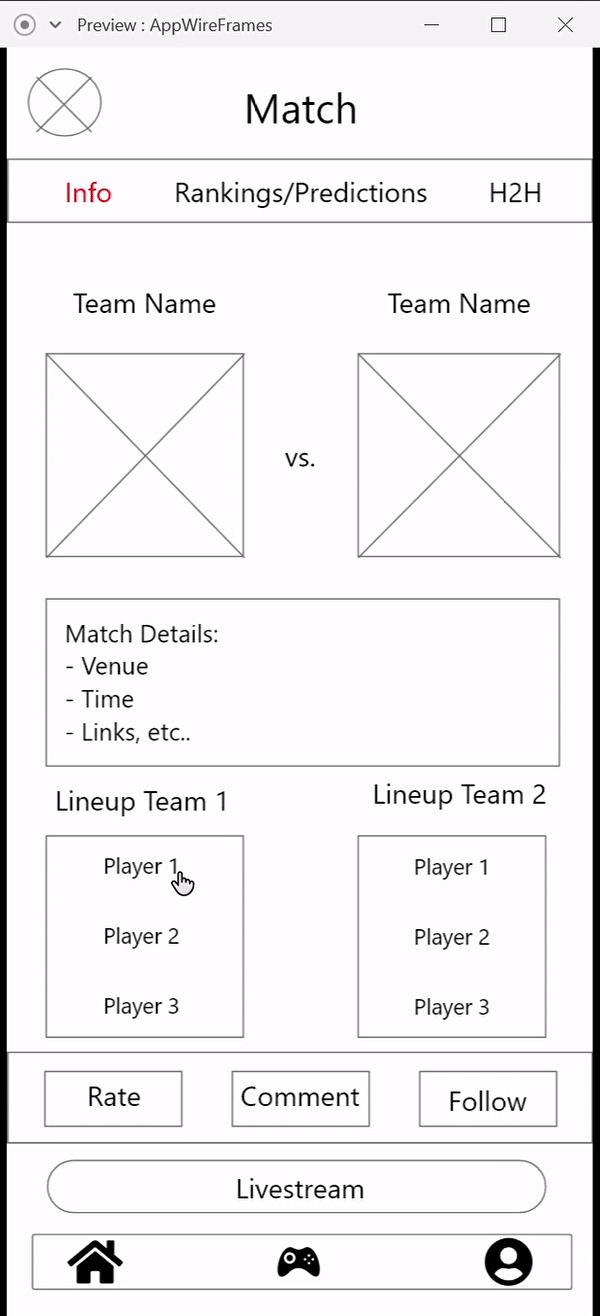 Preview : AppWireFrames
Match
Info Rankings/Predictions H2H
Team Name Team Name
vs.
Match Details:
- Venue
- Time
- Links, etc..
Lineup Team 1 Lineup Team 2
Player 1 Player 1
Player 2 Player 2
Player 3 Player 3
Rate Comment Follow
Livestream